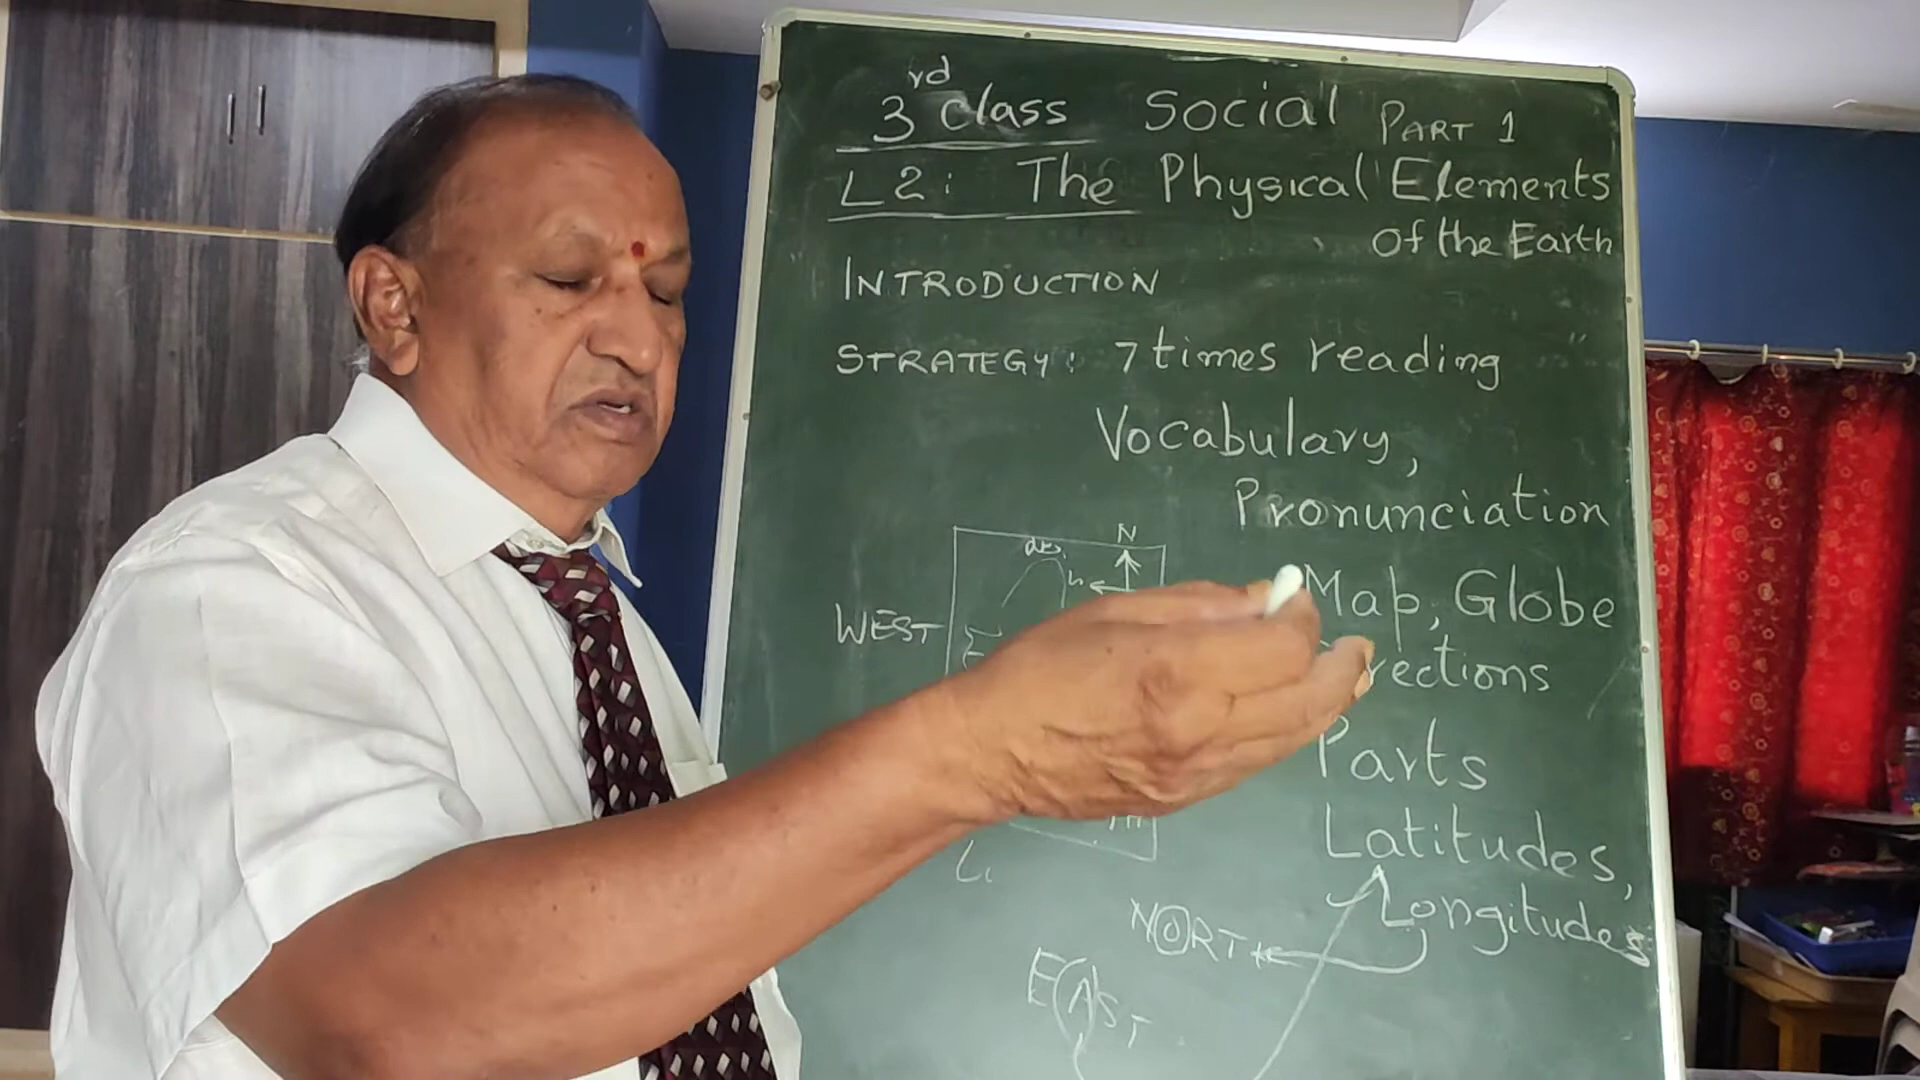 3rd class Social PART 1
L2: The Physical Elements
of the Earth
INTRODUCTION
STRATEGY: 7 times reading
Vocabulary,
Pronunciation
N
Map, Globe
WEST
rections
Parts
Latitudes,
Longitudes
NORT
EAST